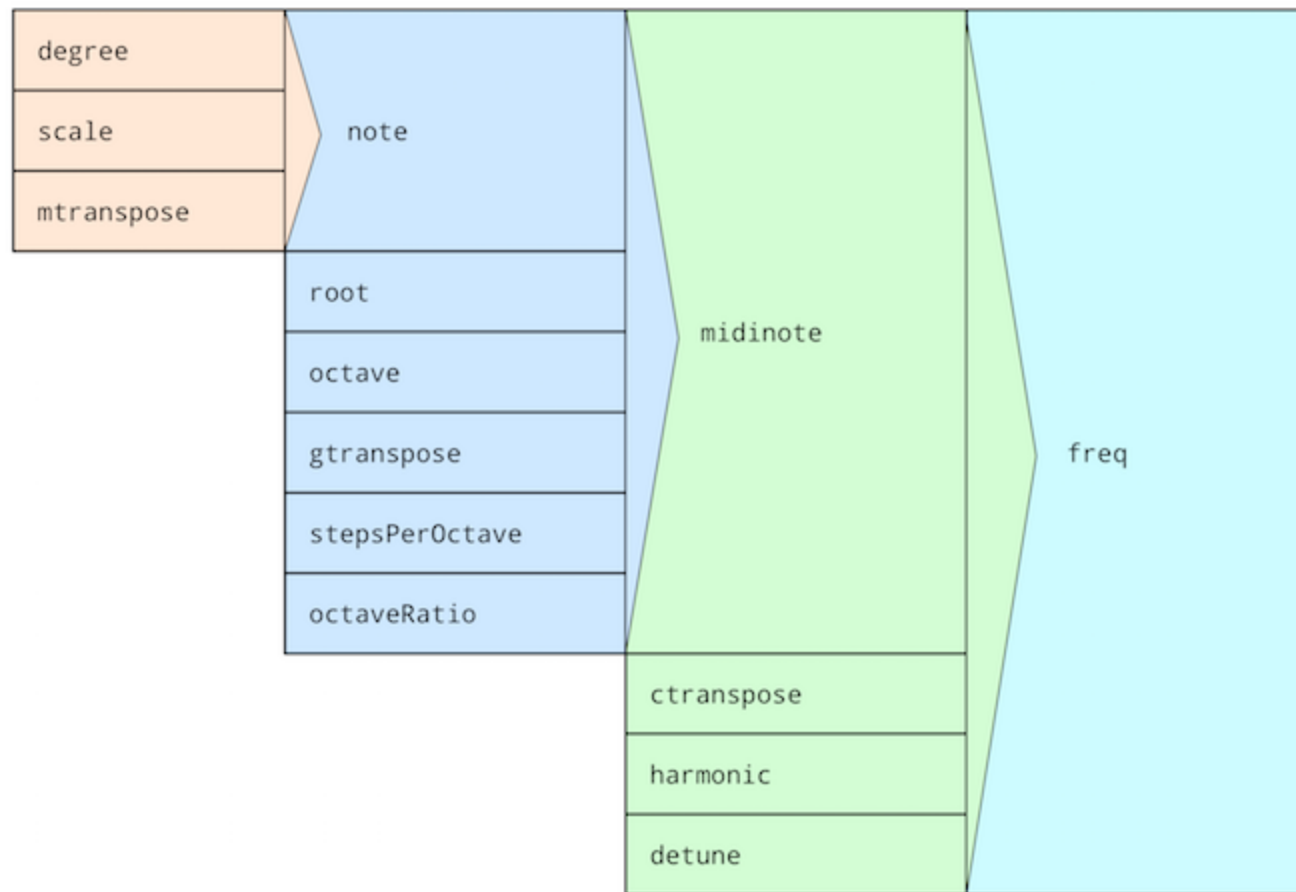 degree
scale
note
mtranspose
root
midinote
octave
gtranspose
freq
stepsPerOctave
octaveRatio
ctranspose
harmonic
detune